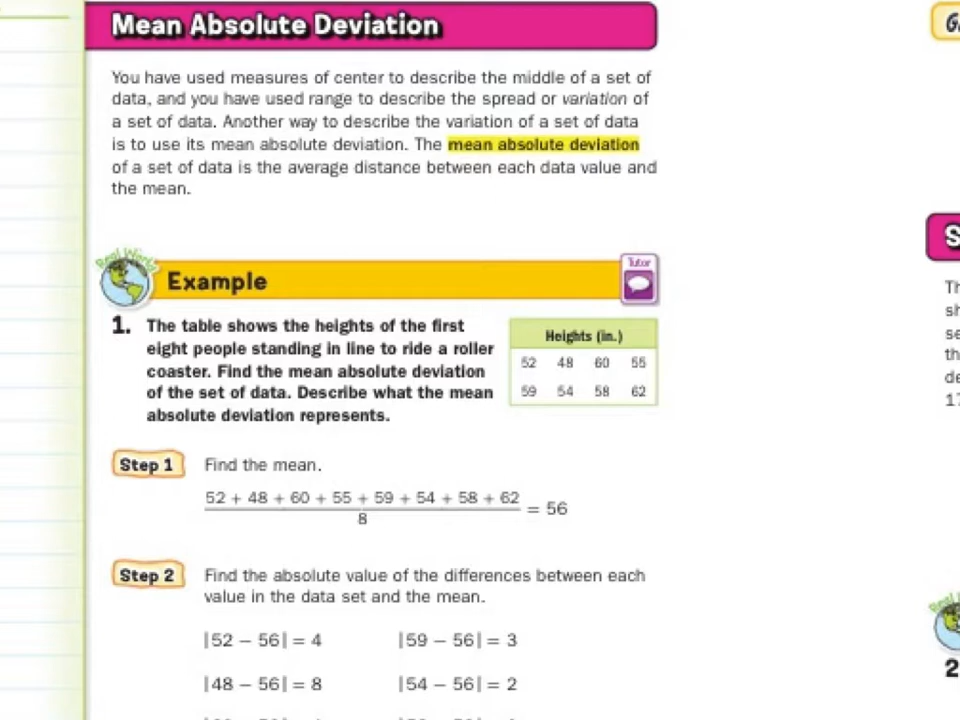 Mean Absolute Deviation
You have used measures of center to describe the middle of a set of
data, and you have used range to describe the spread or variation of
a set of data. Another way to describe the variation of a set of data
is to use its mean absolute deviation. The mean absolute deviation
of a set of data is the average distance between each data value and
the mean.
Real World
Example
Tutor
1. The table shows the heights of the first
eight people standing in line to ride a roller
coaster. Find the mean absolute deviation
of the set of data. Describe what the mean
absolute deviation represents.
Heights (in.)
52 48 60 55
59 54 58 62
Step 1 Find the mean.
52 + 48 + 60 + 55 + 59 + 54 + 58 + 62
8
= 56
Step 2 Find the absolute value of the differences between each
value in the data set and the mean.
|52 − 56| = 4 |59 − 56| = 3
|48 − 56| = 8 |54 − 56| = 2
2